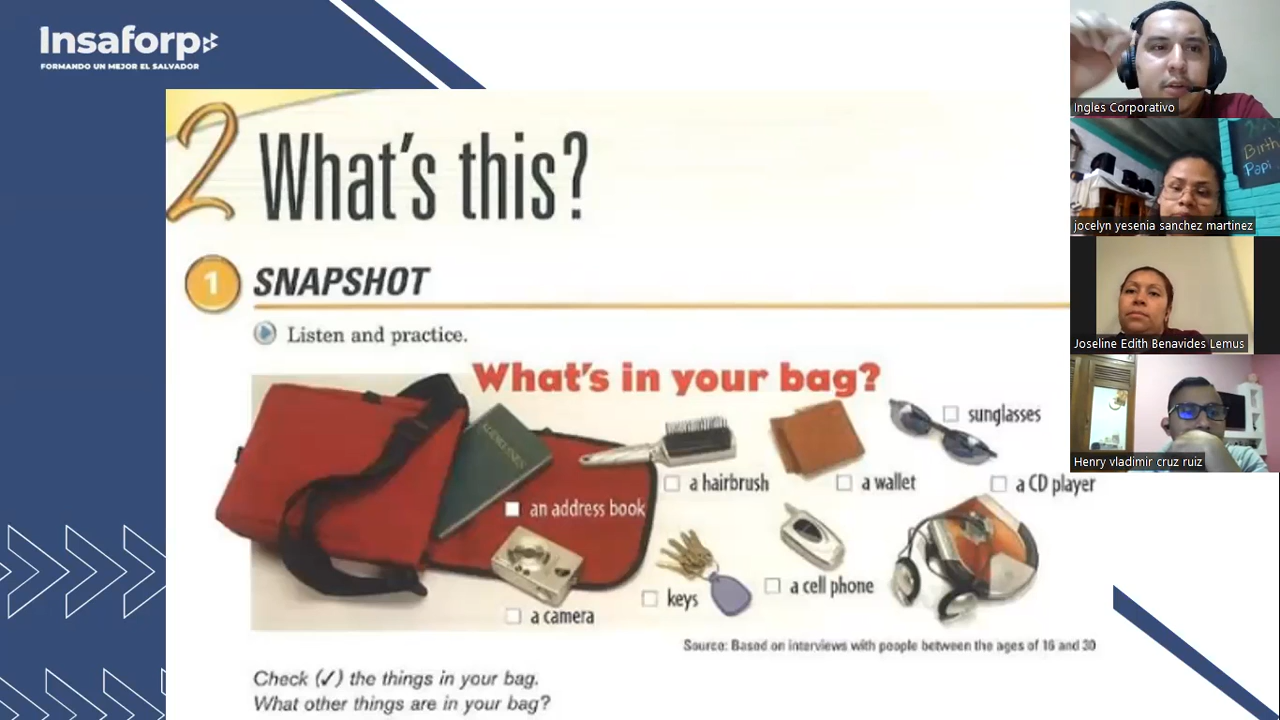 Insaforp
FORMANDO UN MEJOR EL SALVADOR
2 What's this?
1 SNAPSHOT
Listen and practice.
What's in your bag?
sunglasses
a hairbrush
a wallet
a CD player
an address book
a cell phone
keys
a camera
Source: Based on interviews with people between the ages of 16 and 30
Check (✓) the things in your bag.
What other things are in your bag?
Ingles Corporativo
Birth
Papi
jocelyn yesenia sanchez martinez
Joseline Edith Benavides Lemus
Henry vladimir cruz ruiz